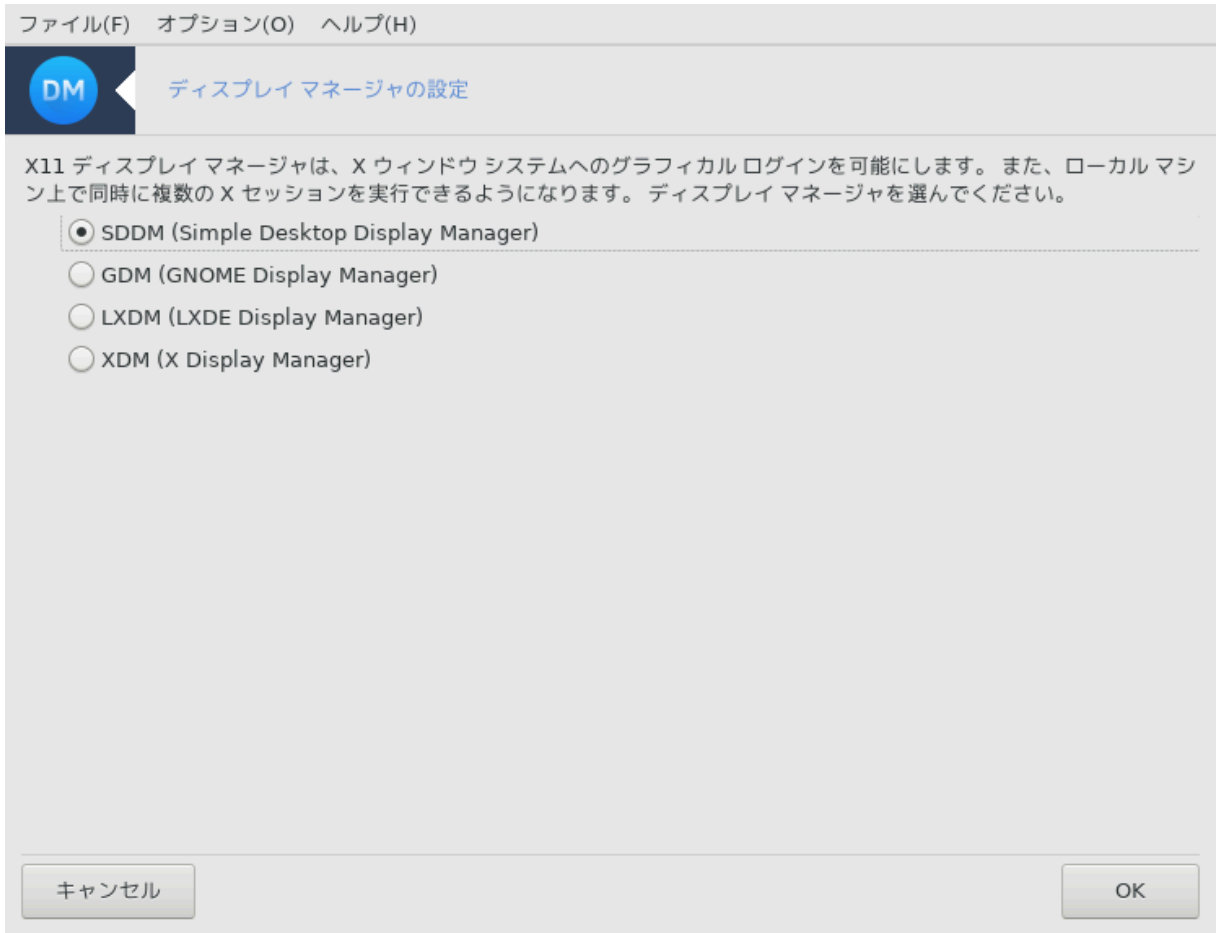 ファイル(F) オプション(O) ヘルプ(H)
DM
ディスプレイ マネージャの設定
X11 ディスプレイ マネージャは、X ウィンドウ システムへのグラフィカル ログインを可能にします。 また、ローカル マシ
ン上で同時に複数の X セッションを実行できるようになります。 ディスプレイ マネージャを選んでください。
SDDM (Simple Desktop Display Manager)
GDM (GNOME Display Manager)
LXDM (LXDE Display Manager)
XDM (X Display Manager)
キャンセル
OK